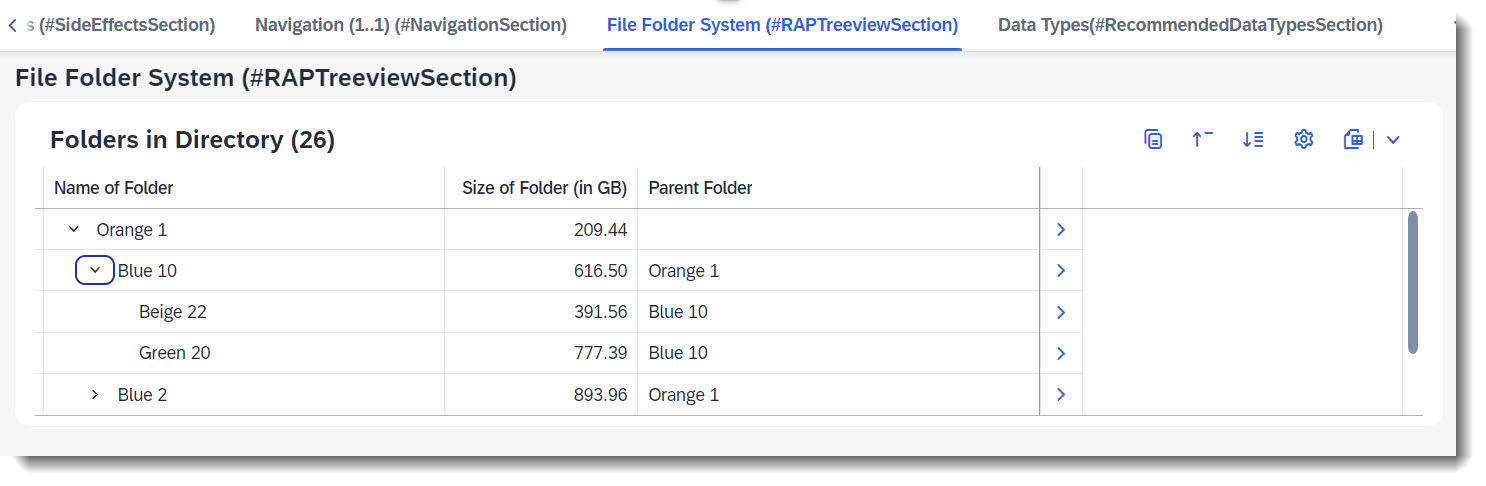 s (#SideEffectsSection) Navigation (1..1) (#NavigationSection) File Folder System (#RAPTreeviewSection) Data Types(#RecommendedDataTypesSection)
File Folder System (#RAPTreeviewSection)
Folders in Directory (26)
Name of Folder Size of Folder (in GB) Parent Folder
Orange 1 209.44
Blue 10 616.50 Orange 1
Beige 22 391.56 Blue 10
Green 20 777.39 Blue 10
Blue 2 893.96 Orange 1